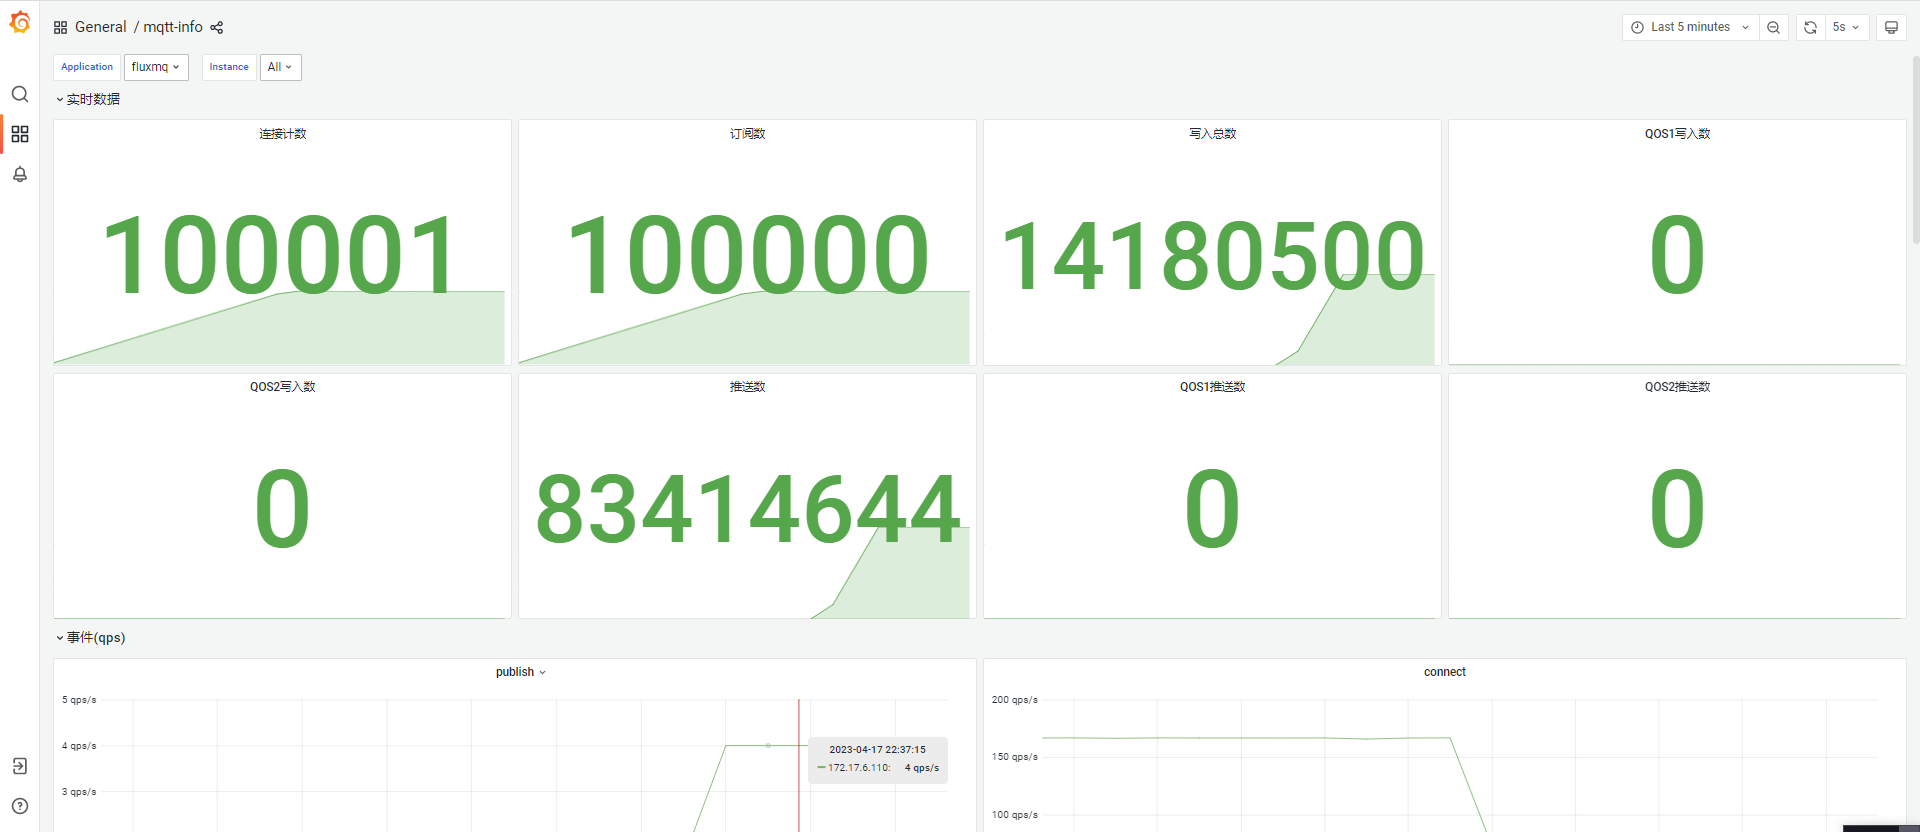 General / mqtt-info
Last 5 minutes
5s
Application
fluxmq
Instance
All
实时数据
连接计数
订阅数
写入总数
QOS1写入数
100001
100000
14180500
0
QOS2写入数
推送数
QOS1推送数
QOS2推送数
0
83414644
0
0
事件(qps)
publish
5 qps/s
4 qps/s
3 qps/s
2023-04-17 22:37:15
172.17.6.110: 4 qps/s
connect
200 qps/s
150 qps/s
100 qps/s